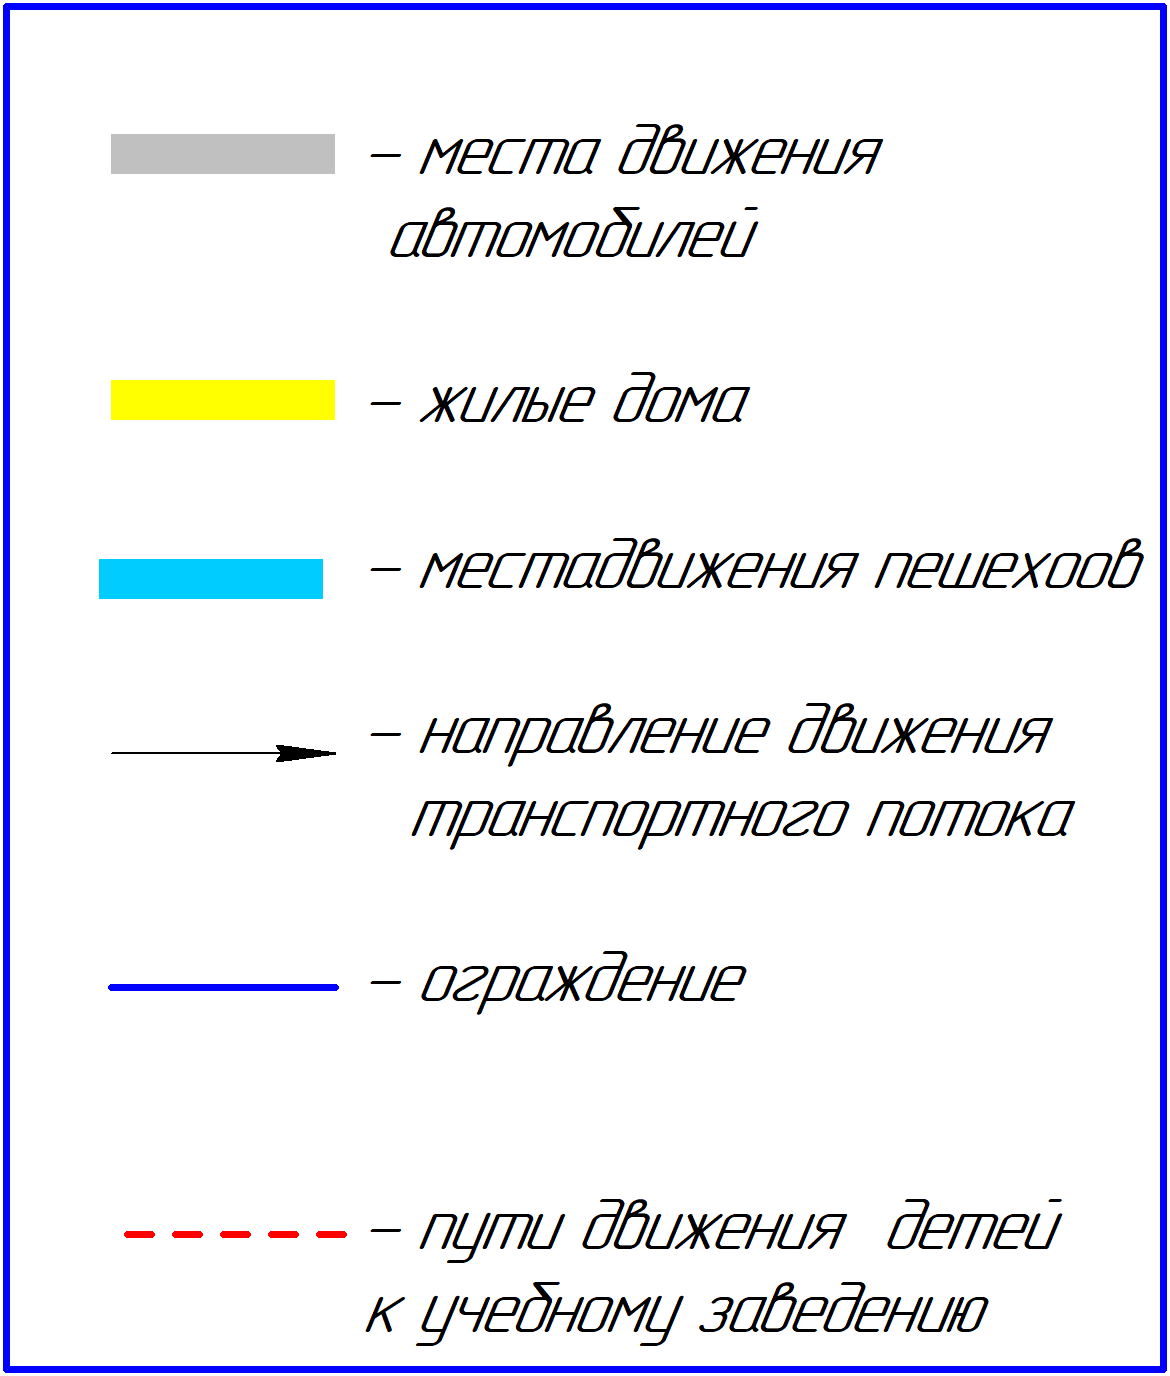 – места движения
автомобилей
– жилые дома
– местадвижения пешехоов
– направление движения
транспортного потока
– ограждение
– пути движения детей
к учебному заведению